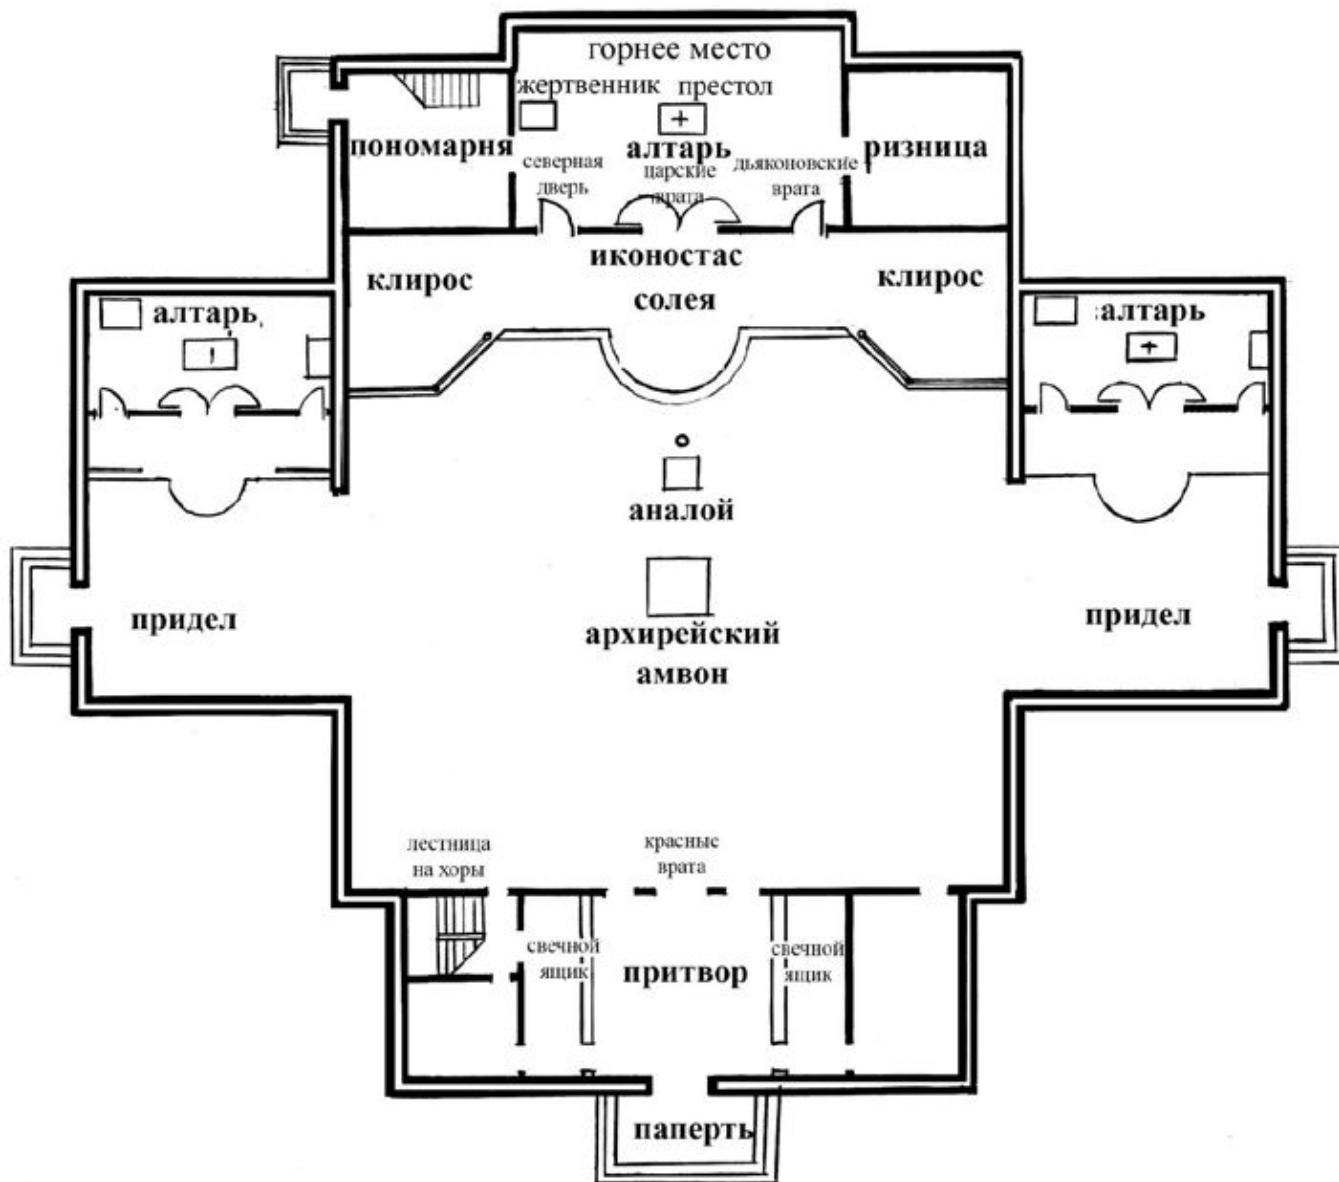 горнее место
жертвенник престол
пономарня
алтарь
ризница
северная
дверь
царские
врата
дьяконовские
врата
иконостас
солея
клирос
клирос
алтарь
алтарь
аналой
придел
архирейский
амвон
придел
лестница
на хоры
красные
врата
свечной
ящик
притвор
свечной
ящик
паперть